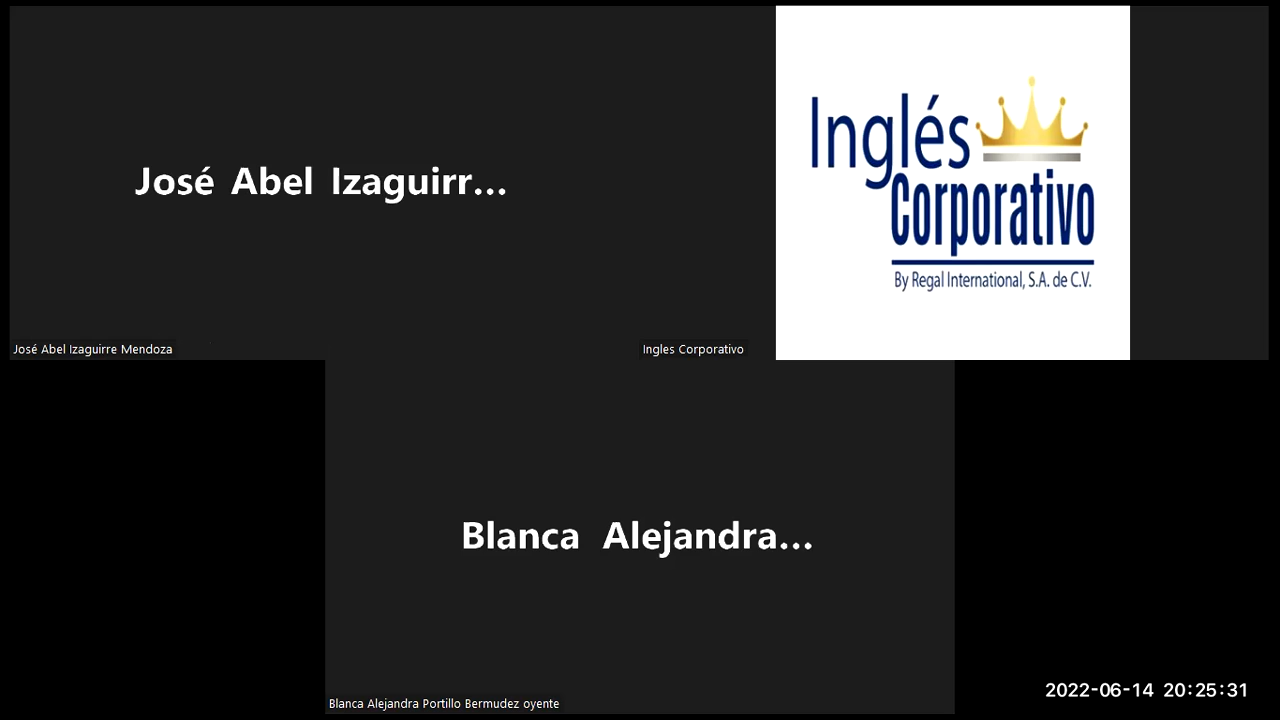 José Abel Izaguirr...
José Abel Izaguirre Mendoza
Inglés
Corporativo
By Regal International, S.A. de C.V.
Ingles Corporativo
Blanca Alejandra...
Blanca Alejandra Portillo Bermudez oyente
2022-06-14 20:25:31